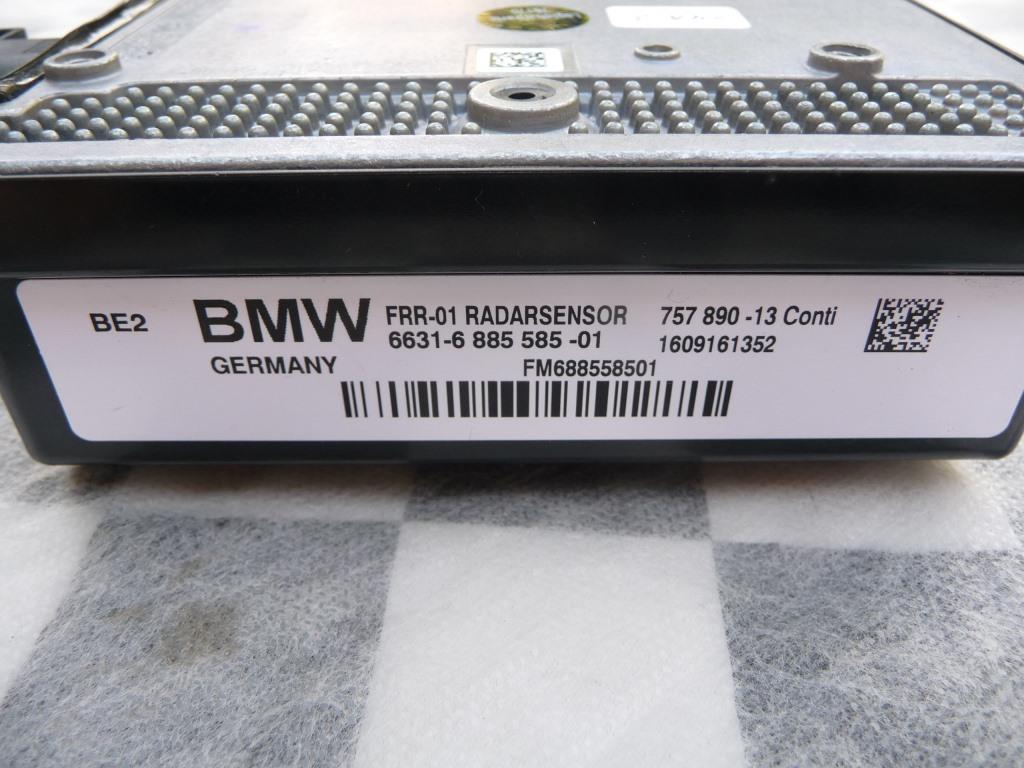 BE2
BMW
GERMANY
FRR-01 RADARSENSOR
6631-6 885 585 -01
FM688558501
757 890 -13 Conti
1609161352